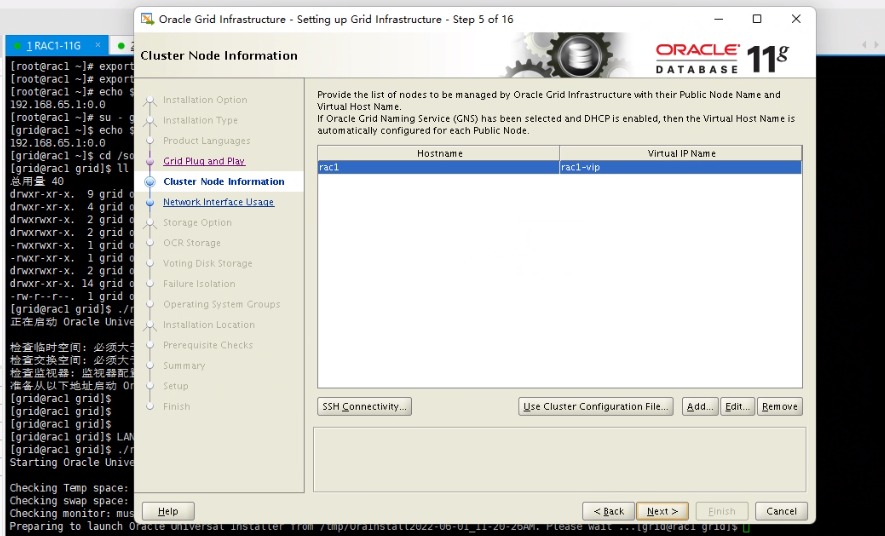 Oracle Grid Infrastructure - Setting up Grid Infrastructure - Step 5 of 16
1 RAC1-11G
Cluster Node Information
ORACLE
DATABASE 11g
[root@rac1 ~]# export
[root@rac1 ~]# export
[root@rac1 ~]# echo $
192.168.65.1:0.0
[root@rac1 ~]# su - g
[grid@rac1 ~]$ echo $
192.168.65.1:0.0
[grid@rac1 ~]$ cd /so
[grid@rac1 grid]$ ll
总用量 40
drwxr-xr-x. 9 grid o
drwxr-xr-x. 4 grid o
drwxrwxr-x. 2 grid o
drwxrwxr-x. 2 grid o
-rwxrwxr-x. 1 grid o
-rwxr-xr-x. 1 grid o
drwxrwxr-x. 2 grid o
drwxrwxr-x. 14 grid o
-rw-r--r--. 1 grid o
[grid@rac1 grid]$ ./r
正在启动 Oracle Unive
检查临时空间: 必须大于
检查交换空间: 必须大于
检查监视器: 监视器配置
准备从以下地址启动 Or
[grid@rac1 grid]$
[grid@rac1 grid]$
[grid@rac1 grid]$
[grid@rac1 grid]$ LAN
[grid@rac1 grid]$ ./r
Starting Oracle Unive
Checking Temp space:
Checking swap space:
Checking monitor: mus
Preparing to launch Oracle Universal Installer from /tmp/OraInstall2022-06-01_11-20-26AM. Please wait ...[grid@rac1 grid]$
Installation Option
Installation Type
Product Languages
Grid Plug and Play
Cluster Node Information
Network Interface Usage
Storage Option
OCR Storage
Voting Disk Storage
Failure Isolation
Operating System Groups
Installation Location
Prerequisite Checks
Summary
Setup
Finish
Provide the list of nodes to be managed by Oracle Grid Infrastructure with their Public Node Name and
Virtual Host Name.
If Oracle Grid Naming Service (GNS) has been selected and DHCP is enabled, then the Virtual Host Name is
automatically configured for each Public Node.
Hostname Virtual IP Name
rac1 rac1-vip
SSH Connectivity... Use Cluster Configuration File... Add... Edit... Remove
Help < Back Next > Finish Cancel